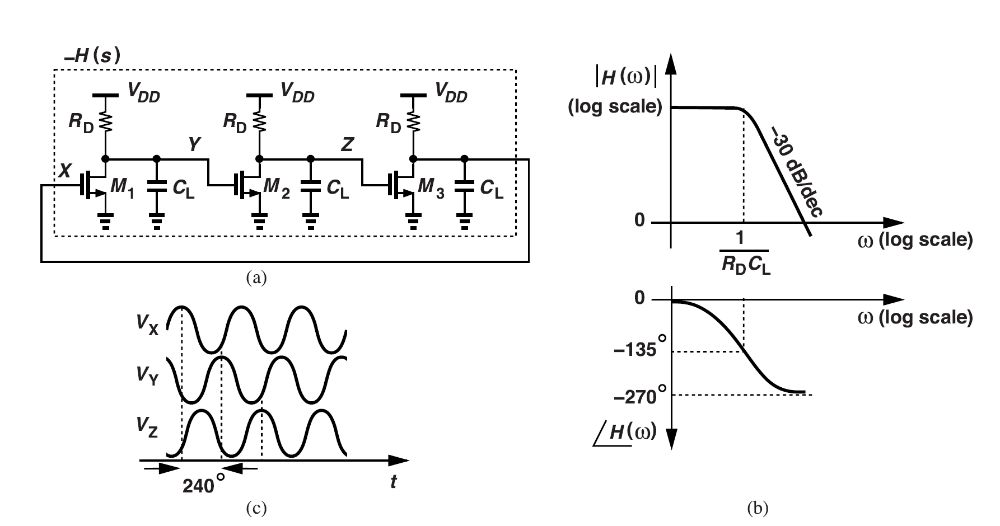 –H(s)
VDD VDD VDD
RD RD RD
Y Z
X M1 CL M2 CL M3 CL
(a)
|H(ω)|
(log scale)
–30 dB/dec
0
ω (log scale)
1
RDCL
0
ω (log scale)
–135°
–270°
∠H(ω)
(b)
VX
VY
VZ
240°
t
(c)